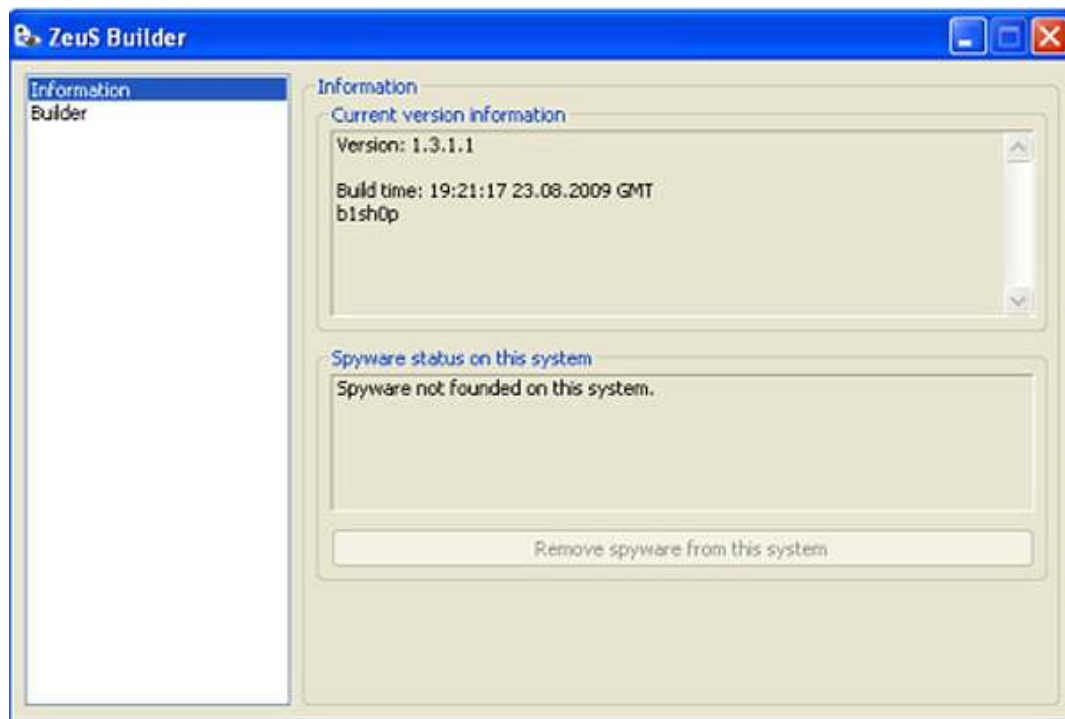 ZeuS Builder
Information
Builder
Information
Current version information
Version: 1.3.1.1
Build time: 19:21:17 23.08.2009 GMT
b1sh0p
Spyware status on this system
Spyware not founded on this system.
Remove spyware from this system